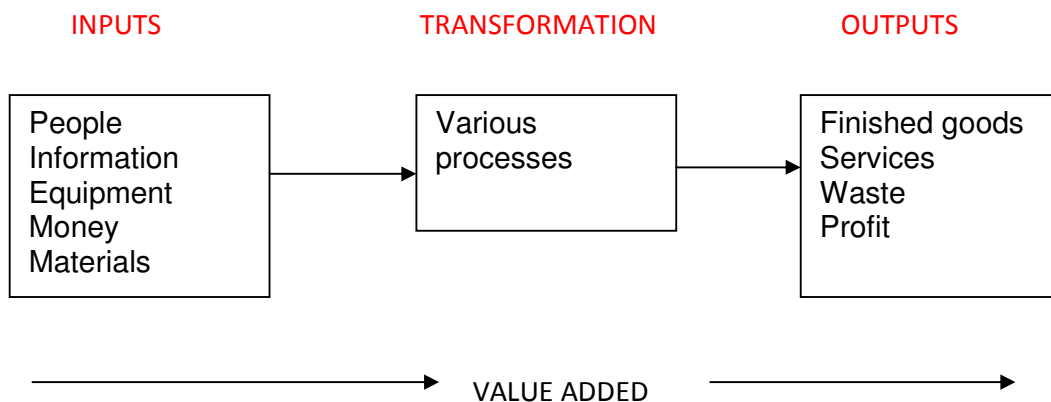 INPUTS
TRANSFORMATION
OUTPUTS
People
Information
Equipment
Money
Materials
Various
processes
Finished goods
Services
Waste
Profit
VALUE ADDED